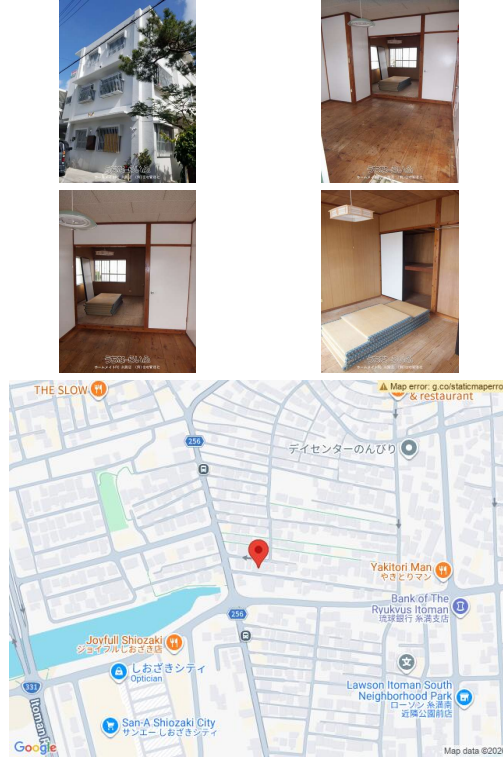 Map error: g.co/staticmaperro
THE SLOW
& restaurant
256
デイセンターのんびり
Yakitori Man
やきとりマン
Bank of The
Ryukyus Itoman
琉球銀行 糸満支店
256
Joyfull Shiozaki
ジョイフルしおざき店
しおざきシティ
Optician
331
Lawson Itoman South
Neighborhood Park
ローソン 糸満南
近隣公園前店
San-A Shiozaki City
サンエー しおざきシティ
Google
Map data ©2026